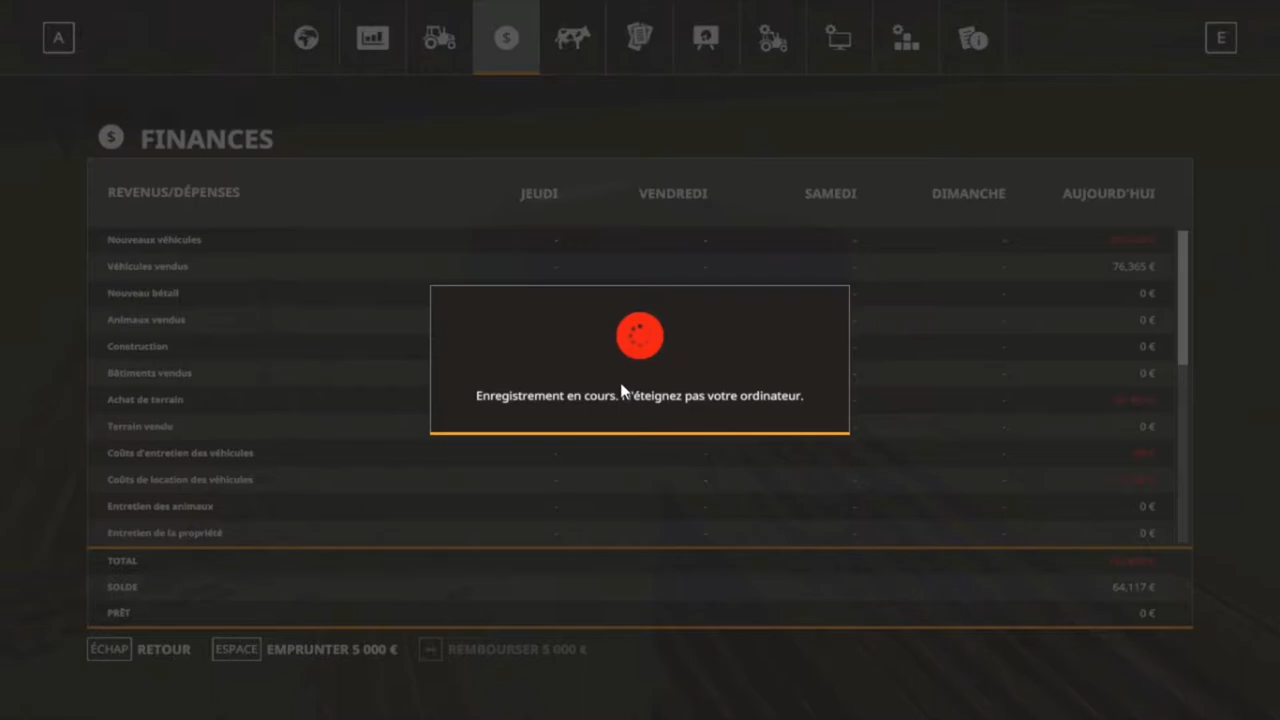 A
E
FINANCES
REVENUS/DÉPENSES JEUDI VENDREDI SAMEDI DIMANCHE AUJOURD'HUI
Nouveaux véhicules - - - -
Véhicules vendus - - - - 76,365 €
Nouveau bétail - - 0 €
Animaux vendus - - 0 €
Construction - - 0 €
Bâtiments vendus - - 0 €
Achat de terrain - -
Terrain vendu - - 0 €
Coûts d'entretien des véhicules - - - -
Coûts de location des véhicules - - - -
Entretien des animaux - - - - 0 €
Entretien de la propriété - - - - 0 €
Enregistrement en cours. N'éteignez pas votre ordinateur.
TOTAL
SOLDE 64,117 €
PRÊT 0 €
ÉCHAP RETOUR ESPACE EMPRUNTER 5 000 € REMBOURSER 5 000 €